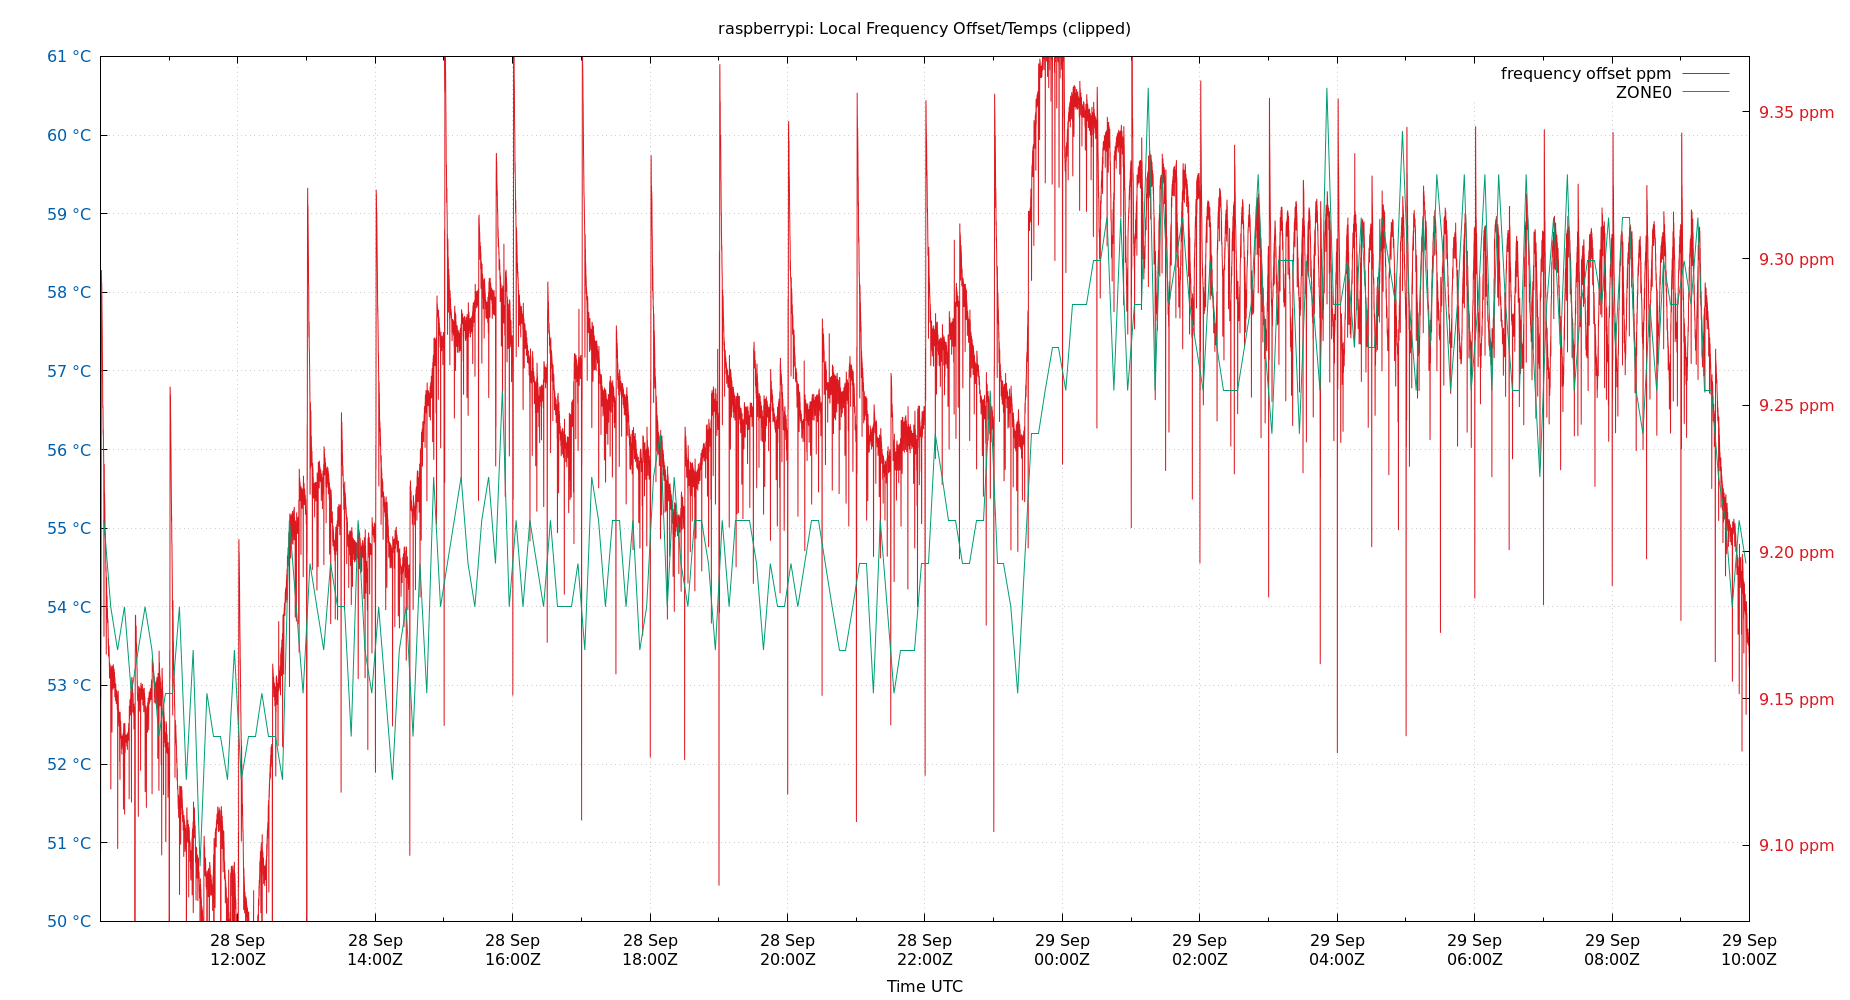 raspberrypi: Local Frequency Offset/Temps (clipped)
frequency offset ppm
ZONE0
61 °C
60 °C
59 °C
58 °C
57 °C
56 °C
55 °C
54 °C
53 °C
52 °C
51 °C
50 °C
9.35 ppm
9.30 ppm
9.25 ppm
9.20 ppm
9.15 ppm
9.10 ppm
28 Sep
12:00Z
28 Sep
14:00Z
28 Sep
16:00Z
28 Sep
18:00Z
28 Sep
20:00Z
28 Sep
22:00Z
29 Sep
00:00Z
29 Sep
02:00Z
29 Sep
04:00Z
29 Sep
06:00Z
29 Sep
08:00Z
29 Sep
10:00Z
Time UTC